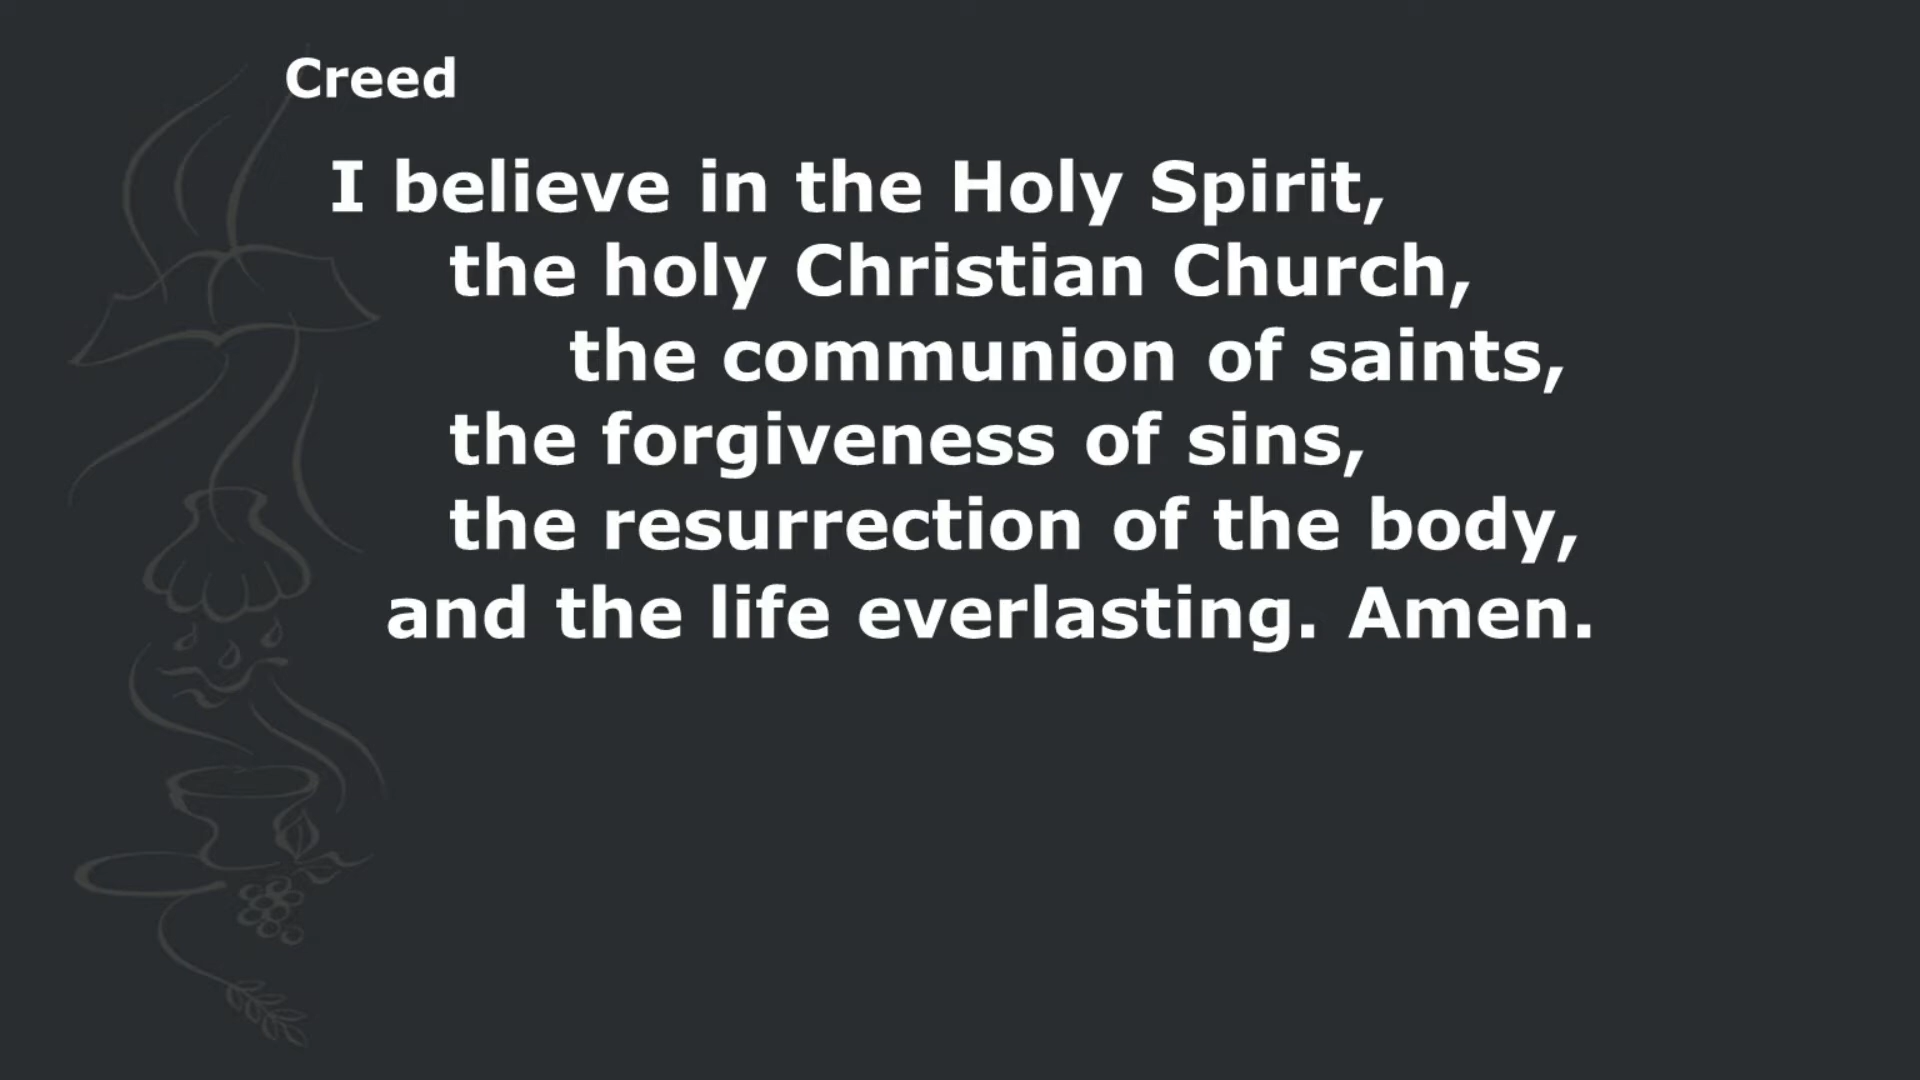 Creed
I believe in the Holy Spirit,
the holy Christian Church,
the communion of saints,
the forgiveness of sins,
the resurrection of the body,
and the life everlasting. Amen.